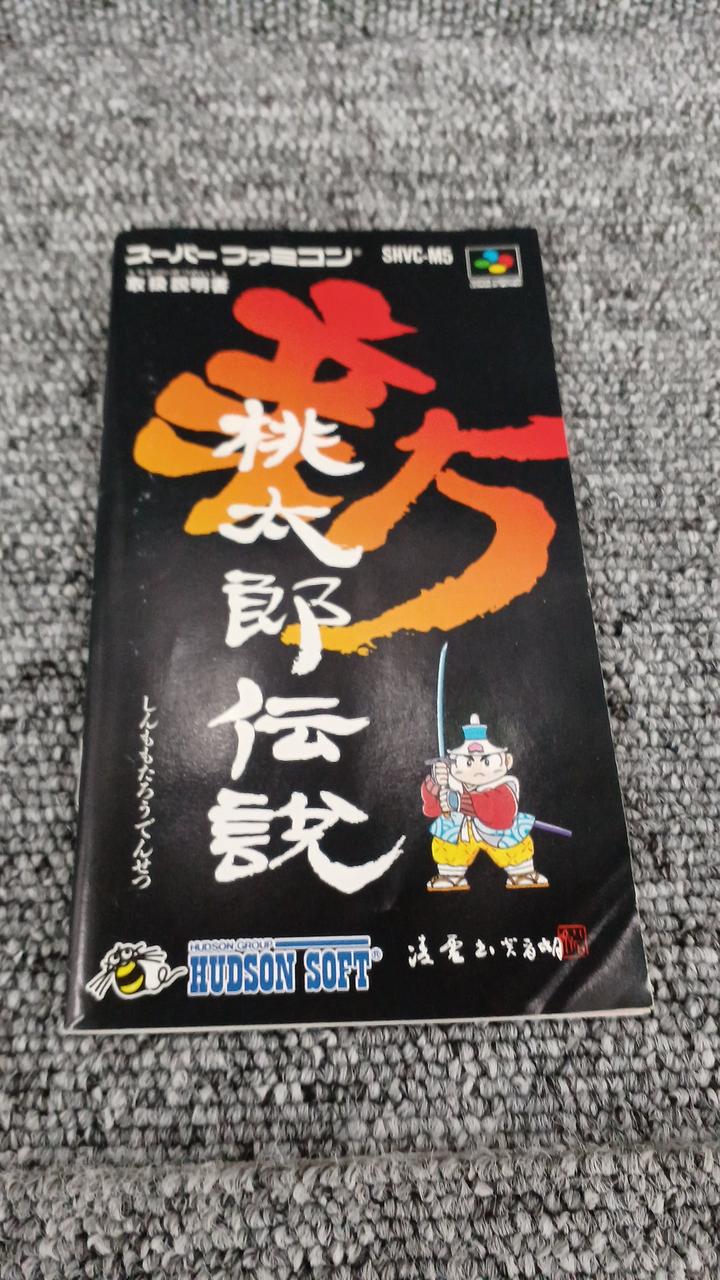 スーパーファミコン® SHVC-M5
取扱説明書
新
桃太郎伝説
しんももたろうでんせつ
HUDSON GROUP
HUDSON SOFT®